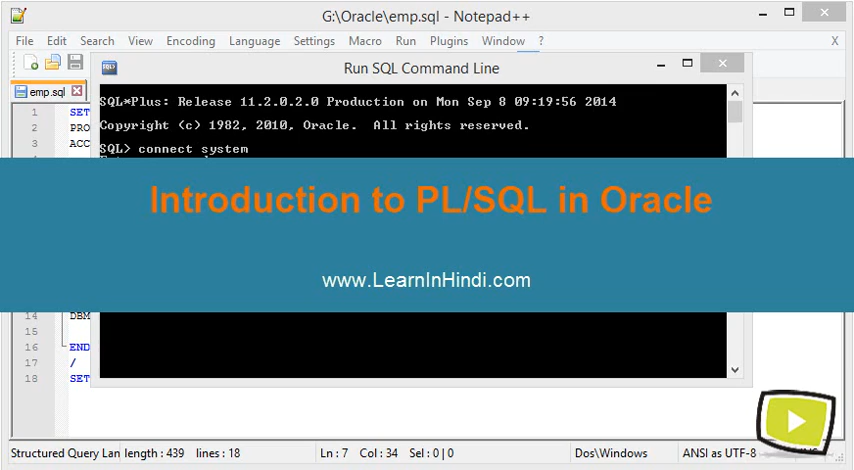 G:\Oracle\emp.sql - Notepad++
File Edit Search View Encoding Language Settings Macro Run Plugins Window ? X
Run SQL Command Line
emp.sql
1 SET
2 PRO
3 ACC
SQL*Plus: Release 11.2.0.2.0 Production on Mon Sep 8 09:19:56 2014
Copyright (c) 1982, 2010, Oracle. All rights reserved.
SQL> connect system
Introduction to PL/SQL in Oracle
www.LearnInHindi.com
14 DBM
15
16 END
17 /
18 SET
Structured Query Lan length : 439 lines : 18 Ln : 7 Col : 34 Sel : 0 | 0 Dos\Windows ANSI as UTF-8